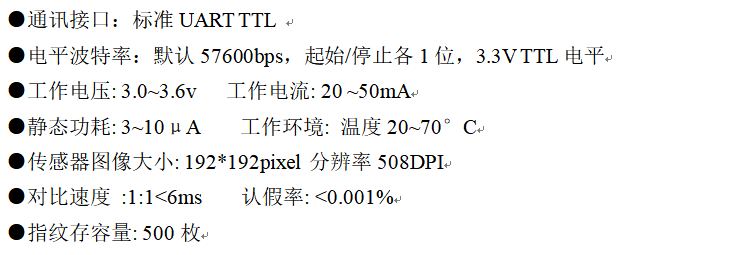 ●通讯接口：标准 UART TTL
●电平波特率：默认 57600bps，起始/停止各 1 位，3.3V TTL 电平
●工作电压: 3.0~3.6v 工作电流: 20 ~50mA
●静态功耗: 3~10 μA 工作环境: 温度 20~70°C
●传感器图像大小: 192*192pixel 分辨率 508DPI
●对比速度 :1:1<6ms 认假率: <0.001%
●指纹存容量: 500 枚